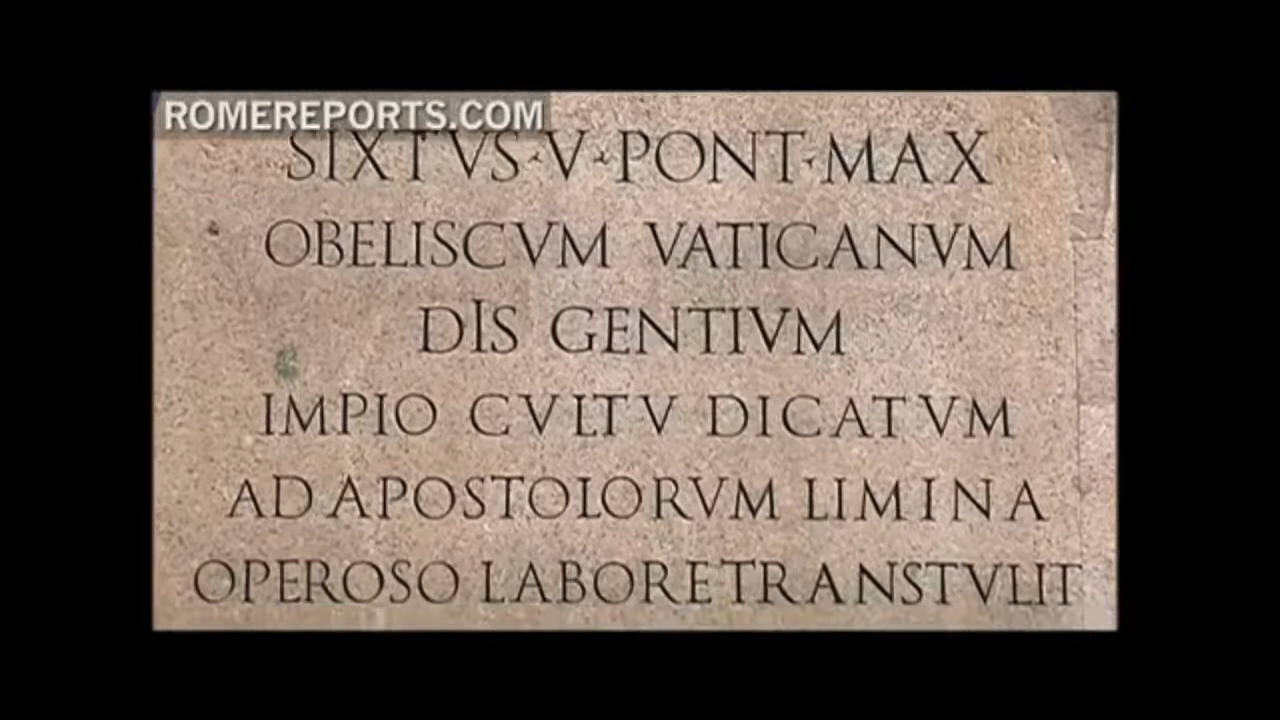 ROMEREPORTS.COM
SIXTVS·V·PONT·MAX
OBELISCVM VATICANVM
DIS GENTIVM
IMPIO CVLTV DICATVM
AD APOSTOLORVM LIMINA
OPEROSO LABORE TRANSTVLIT